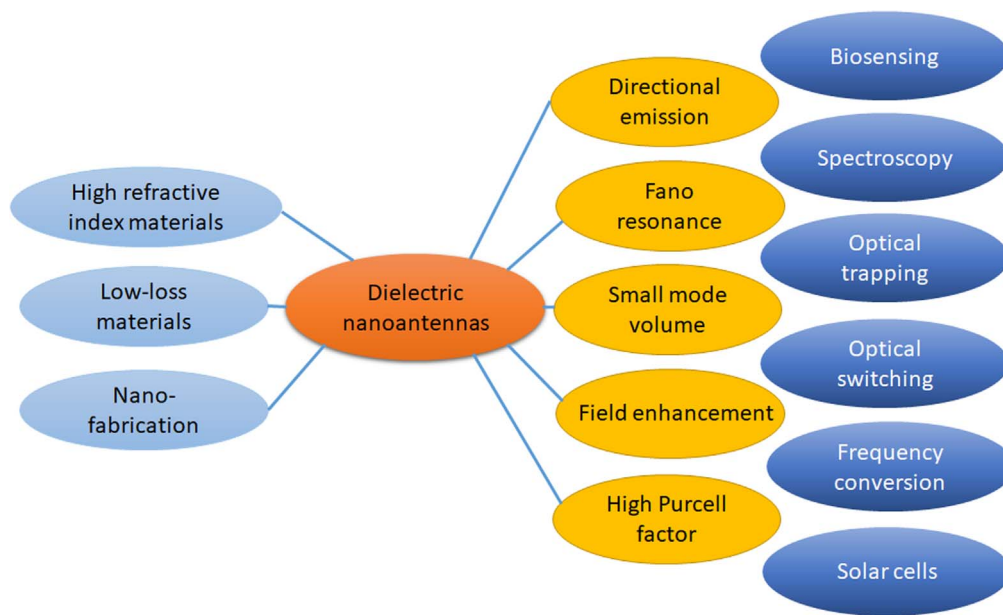 High refractive
index materials
Low-loss
materials
Nano-
fabrication
Dielectric
nanoantennas
Directional
emission
Fano
resonance
Small mode
volume
Field enhancement
High Purcell
factor
Biosensing
Spectroscopy
Optical
trapping
Optical
switching
Frequency
conversion
Solar cells